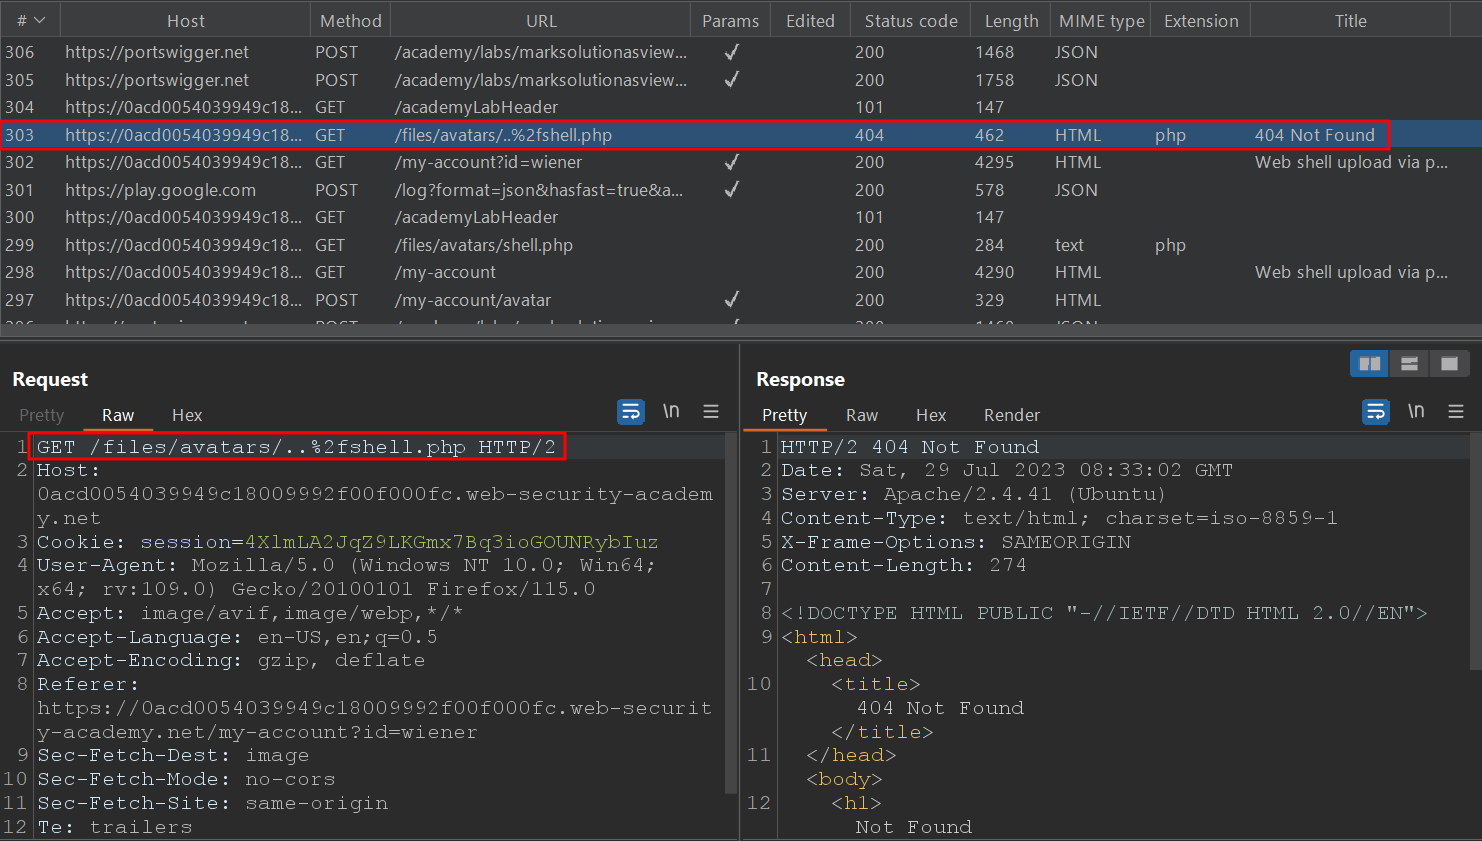 # Host Method URL Params Edited Status code Length MIME type Extension Title
306 https://portswigger.net POST /academy/labs/marksolutionasview... ✓ 200 1468 JSON
305 https://portswigger.net POST /academy/labs/marksolutionasview... ✓ 200 1758 JSON
304 https://0acd0054039949c18... GET /academyLabHeader 101 147
303 https://0acd0054039949c18... GET /files/avatars/..%2fshell.php 404 462 HTML php 404 Not Found
302 https://0acd0054039949c18... GET /my-account?id=wiener ✓ 200 4295 HTML Web shell upload via p...
301 https://play.google.com POST /log?format=json&hasfast=true&a... ✓ 200 578 JSON
300 https://0acd0054039949c18... GET /academyLabHeader 101 147
299 https://0acd0054039949c18... GET /files/avatars/shell.php 200 284 text php
298 https://0acd0054039949c18... GET /my-account 200 4290 HTML Web shell upload via p...
297 https://0acd0054039949c18... POST /my-account/avatar ✓ 200 329 HTML
Request
Pretty Raw Hex \n
1 GET /files/avatars/..%2fshell.php HTTP/2
2 Host:
0acd0054039949c18009992f00f000fc.web-security-academ
y.net
3 Cookie: session=4XlmLA2JqZ9LKGmx7Bq3ioGOUNRybIuz
4 User-Agent: Mozilla/5.0 (Windows NT 10.0; Win64;
x64; rv:109.0) Gecko/20100101 Firefox/115.0
5 Accept: image/avif,image/webp,*/*
6 Accept-Language: en-US,en;q=0.5
7 Accept-Encoding: gzip, deflate
8 Referer:
https://0acd0054039949c18009992f00f000fc.web-securit
y-academy.net/my-account?id=wiener
9 Sec-Fetch-Dest: image
10 Sec-Fetch-Mode: no-cors
11 Sec-Fetch-Site: same-origin
12 Te: trailers
Response
Pretty Raw Hex Render \n
1 HTTP/2 404 Not Found
2 Date: Sat, 29 Jul 2023 08:33:02 GMT
3 Server: Apache/2.4.41 (Ubuntu)
4 Content-Type: text/html; charset=iso-8859-1
5 X-Frame-Options: SAMEORIGIN
6 Content-Length: 274
7
8 <!DOCTYPE HTML PUBLIC "-//IETF//DTD HTML 2.0//EN">
9 <html>
<head>
10 <title>
404 Not Found
</title>
11 </head>
<body>
12 <h1>
Not Found